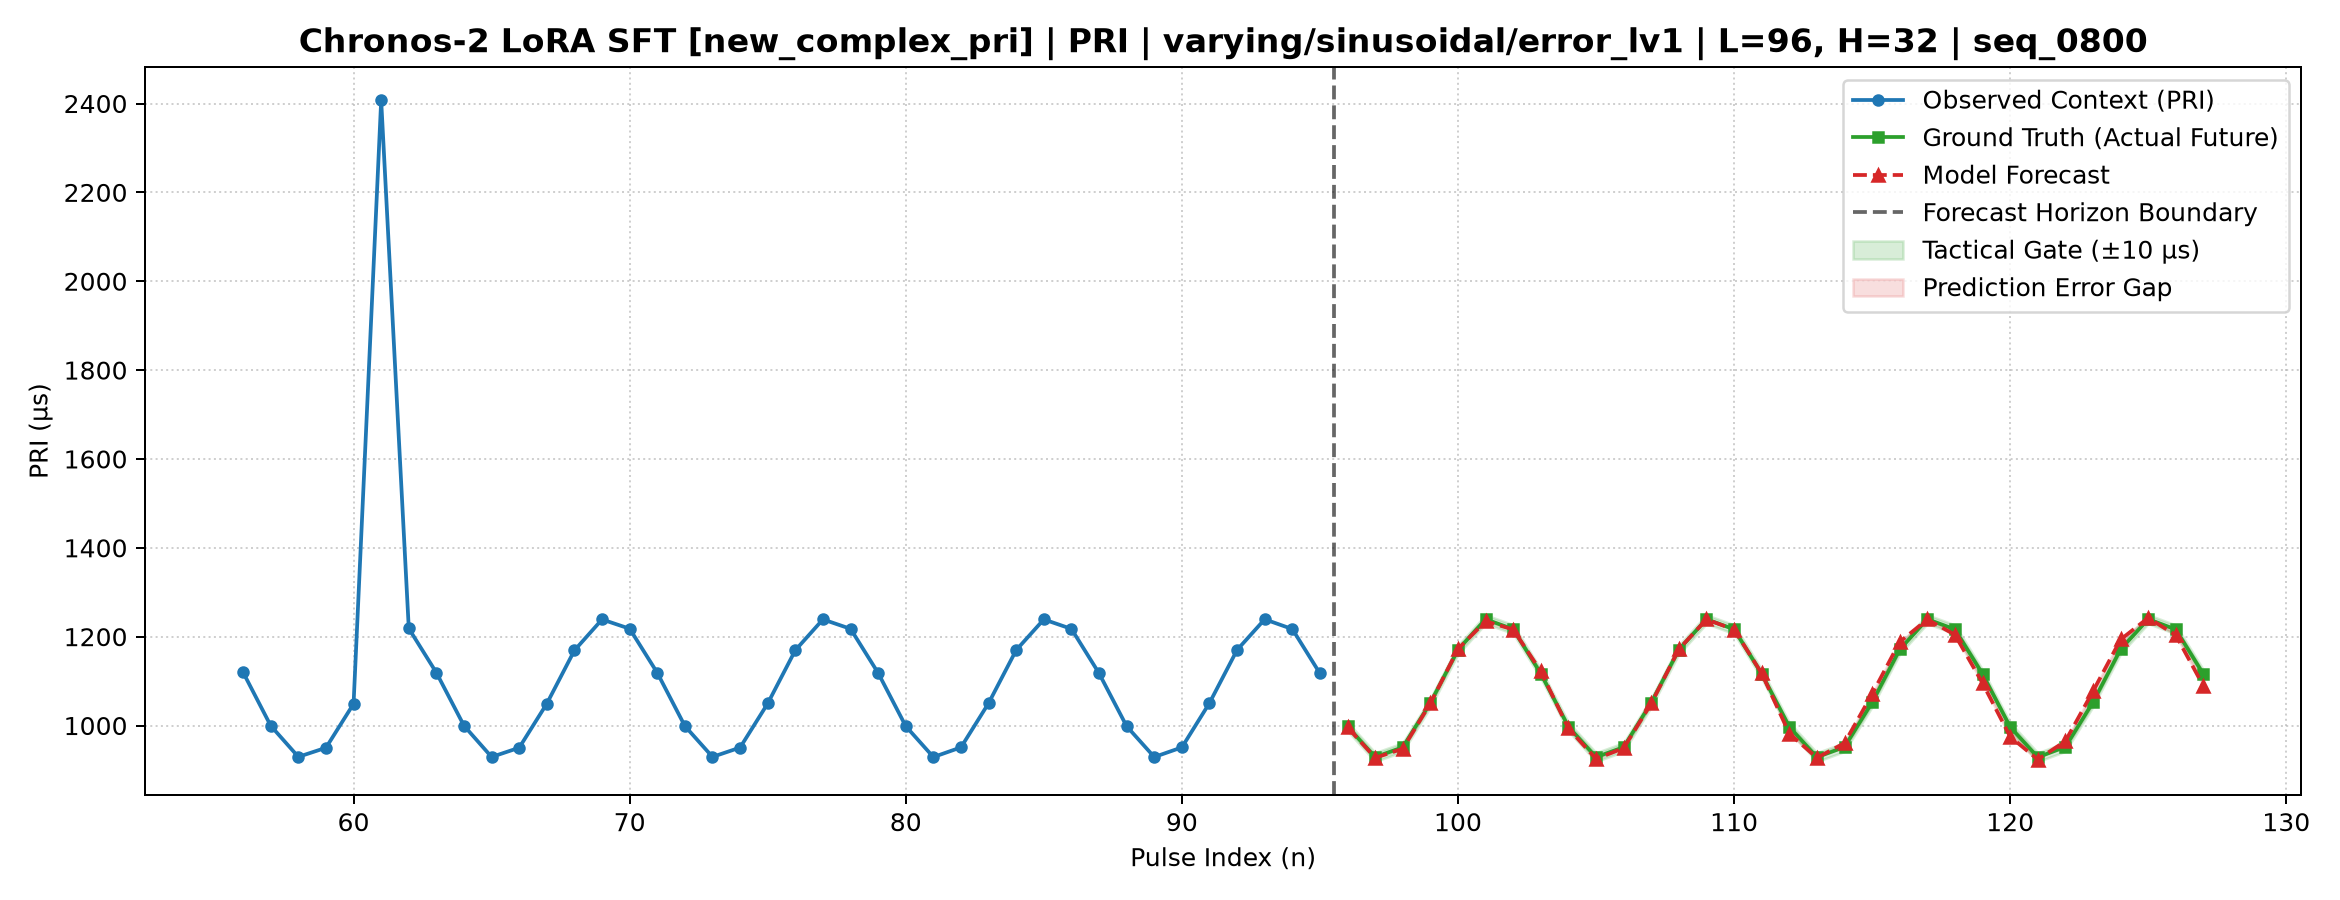 Chronos-2 LoRA SFT [new_complex_pri] | PRI | varying/sinusoidal/error_lv1 | L=96, H=32 | seq_0800
Observed Context (PRI)
Ground Truth (Actual Future)
Model Forecast
Forecast Horizon Boundary
Tactical Gate (±10 μs)
Prediction Error Gap
PRI (μs)
2400
2200
2000
1800
1600
1400
1200
1000
60 70 80 90 100 110 120 130
Pulse Index (n)